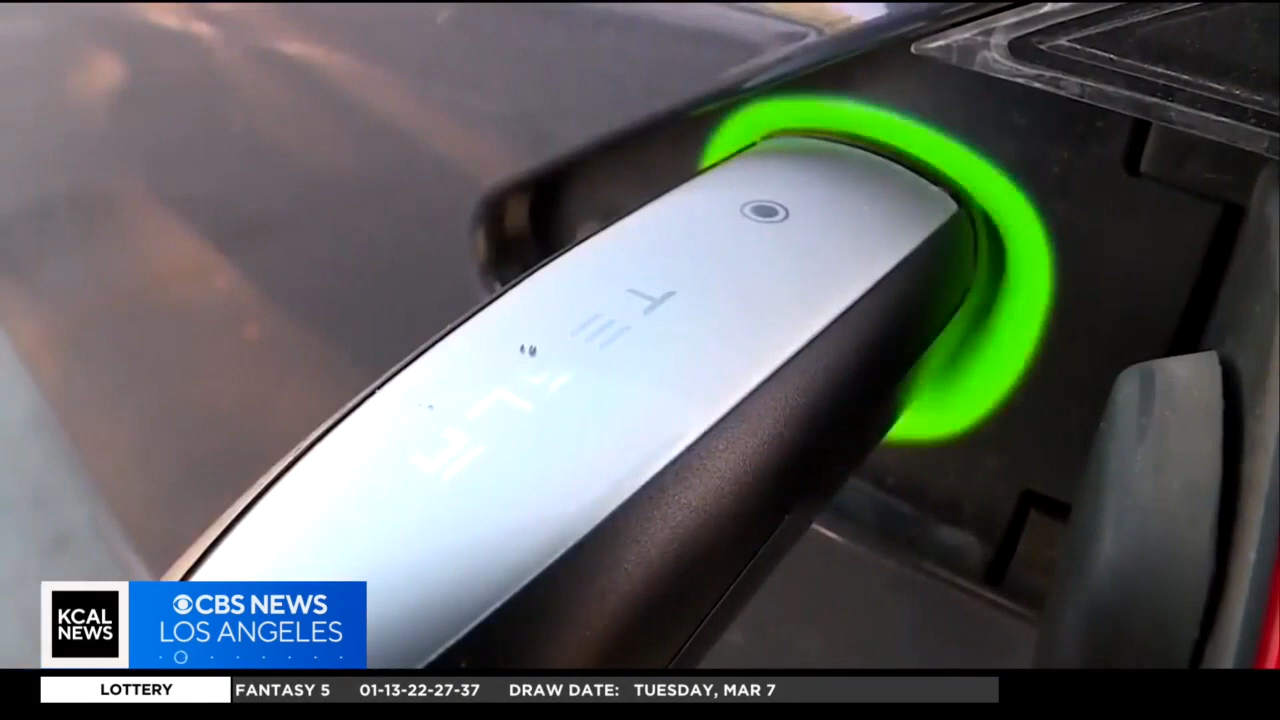 TESLA
KCAL
NEWS
CBS NEWS
LOS ANGELES
LOTTERY FANTASY 5 01-13-22-27-37 DRAW DATE: TUESDAY, MAR 7